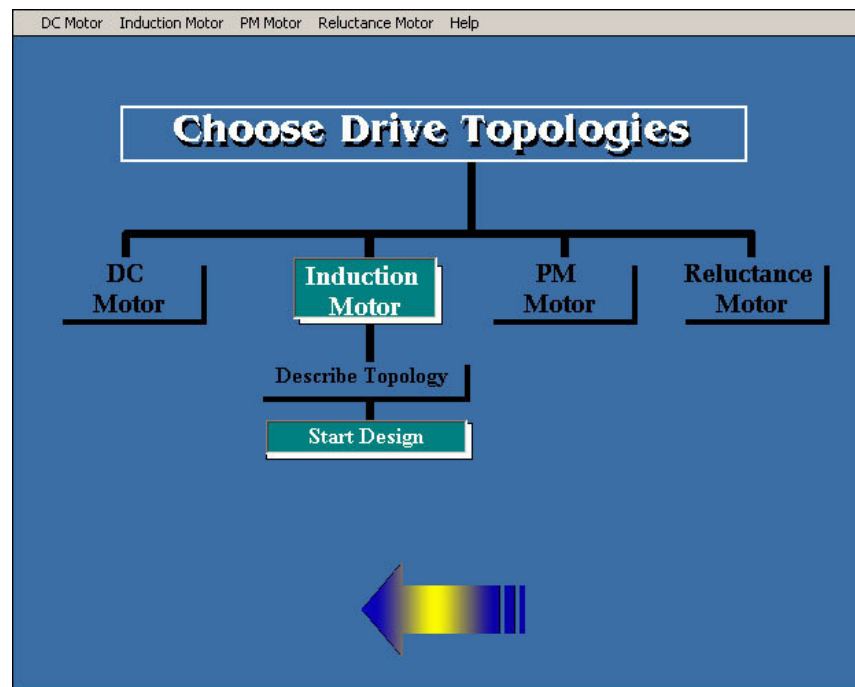 DC Motor Induction Motor PM Motor Reluctance Motor Help
Choose Drive Topologies
DC
Motor
Induction
Motor
PM
Motor
Reluctance
Motor
Describe Topology
Start Design